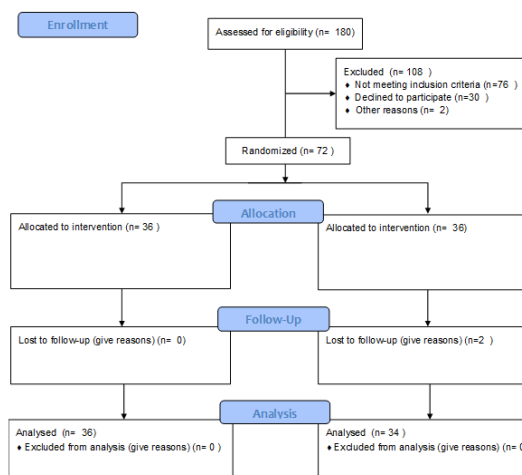 Enrollment
Assessed for eligibility (n= 180)
Excluded (n= 108 )
♦ Not meeting inclusion criteria (n=76 )
♦ Declined to participate (n=30 )
♦ Other reasons (n= 2)
Randomized (n= 72 )
Allocation
Allocated to intervention (n= 36 )
Allocated to intervention (n= 36)
Follow-Up
Lost to follow-up (give reasons) (n= 0)
Lost to follow-up (give reasons) (n=2 )
Analysis
Analysed (n= 36)
♦ Excluded from analysis (give reasons) (n= 0 )
Analysed (n= 34 )
♦ Excluded from analysis (give reasons) (n= 0